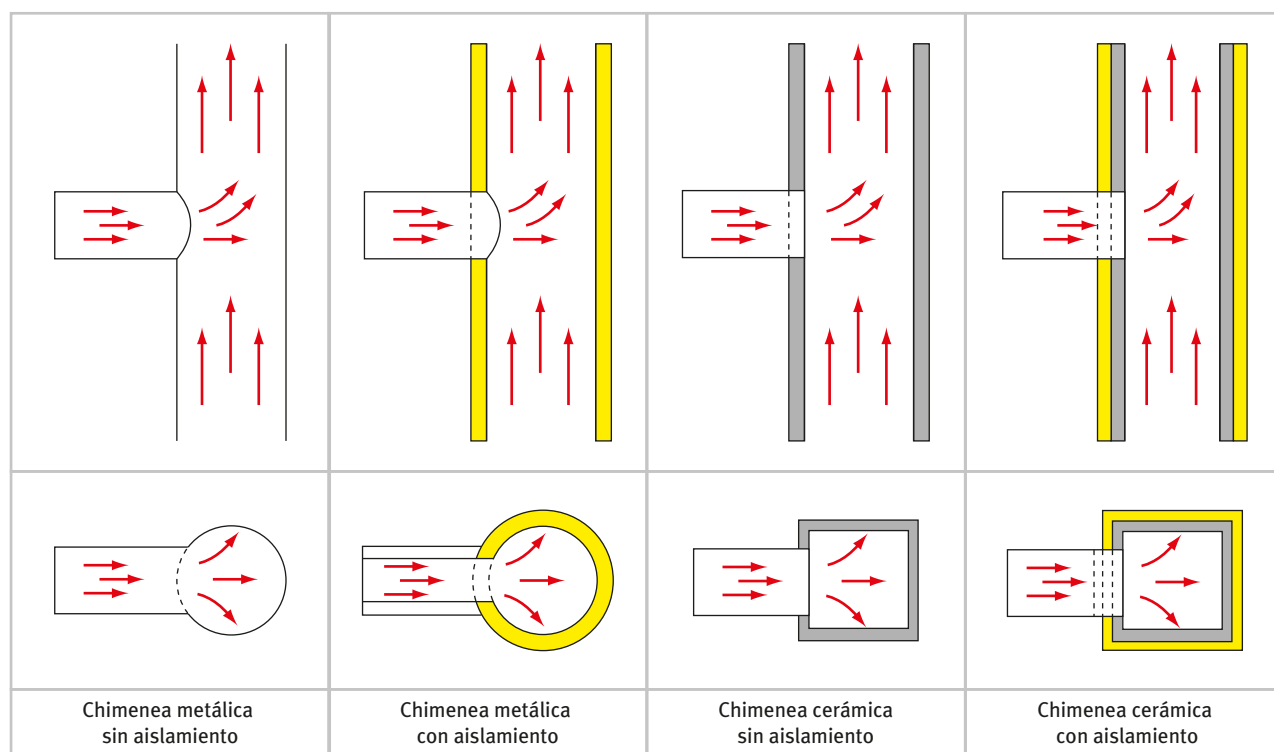 Chimenea metálica
sin aislamiento
Chimenea metálica
con aislamiento
Chimenea cerámica
sin aislamiento
Chimenea cerámica
con aislamiento